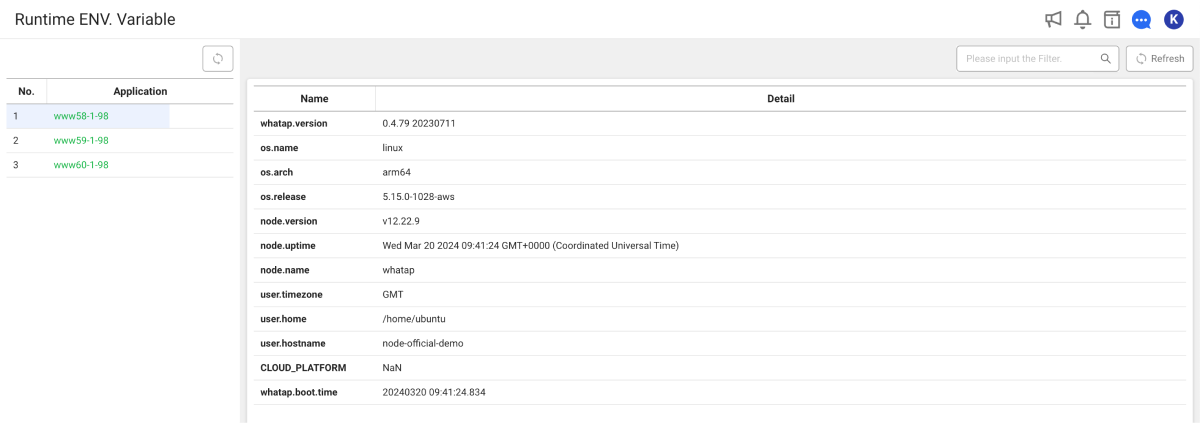 Runtime ENV. Variable
K
Please input the Filter.
Refresh
No. Application
1 www58-1-98
2 www59-1-98
3 www60-1-98
Name Detail
whatap.version 0.4.79 20230711
os.name linux
os.arch arm64
os.release 5.15.0-1028-aws
node.version v12.22.9
node.uptime Wed Mar 20 2024 09:41:24 GMT+0000 (Coordinated Universal Time)
node.name whatap
user.timezone GMT
user.home /home/ubuntu
user.hostname node-official-demo
CLOUD_PLATFORM NaN
whatap.boot.time 20240320 09:41:24.834